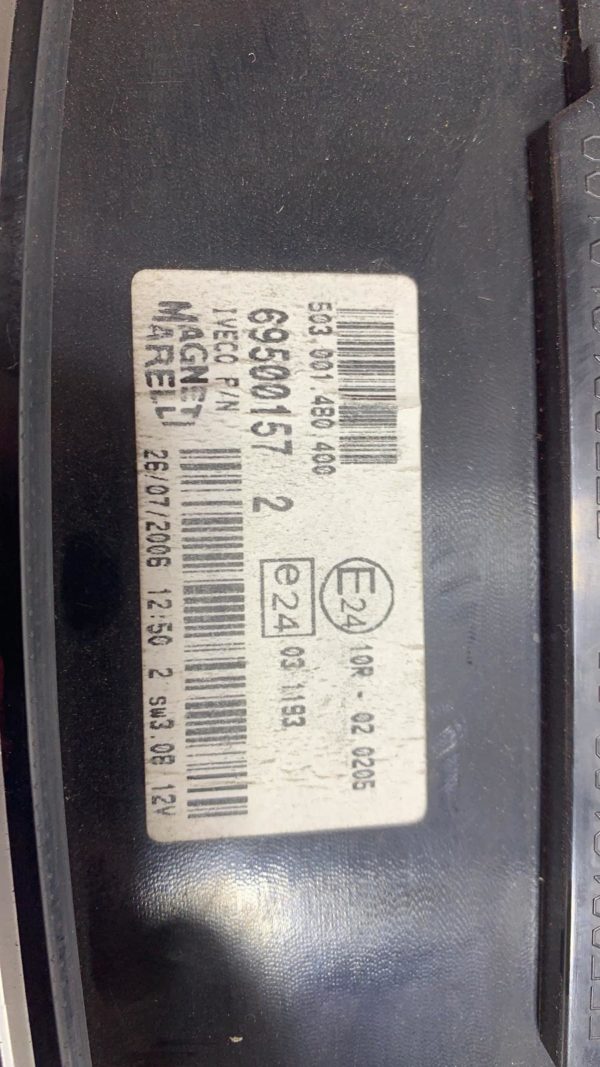 503.001.480.400
E24 10R - 02 0205
69500157 2
e24 03 1193
IVECO P/N
MAGNETI
MARELLI
26/07/2006 12:50 2 sw3.08 12V